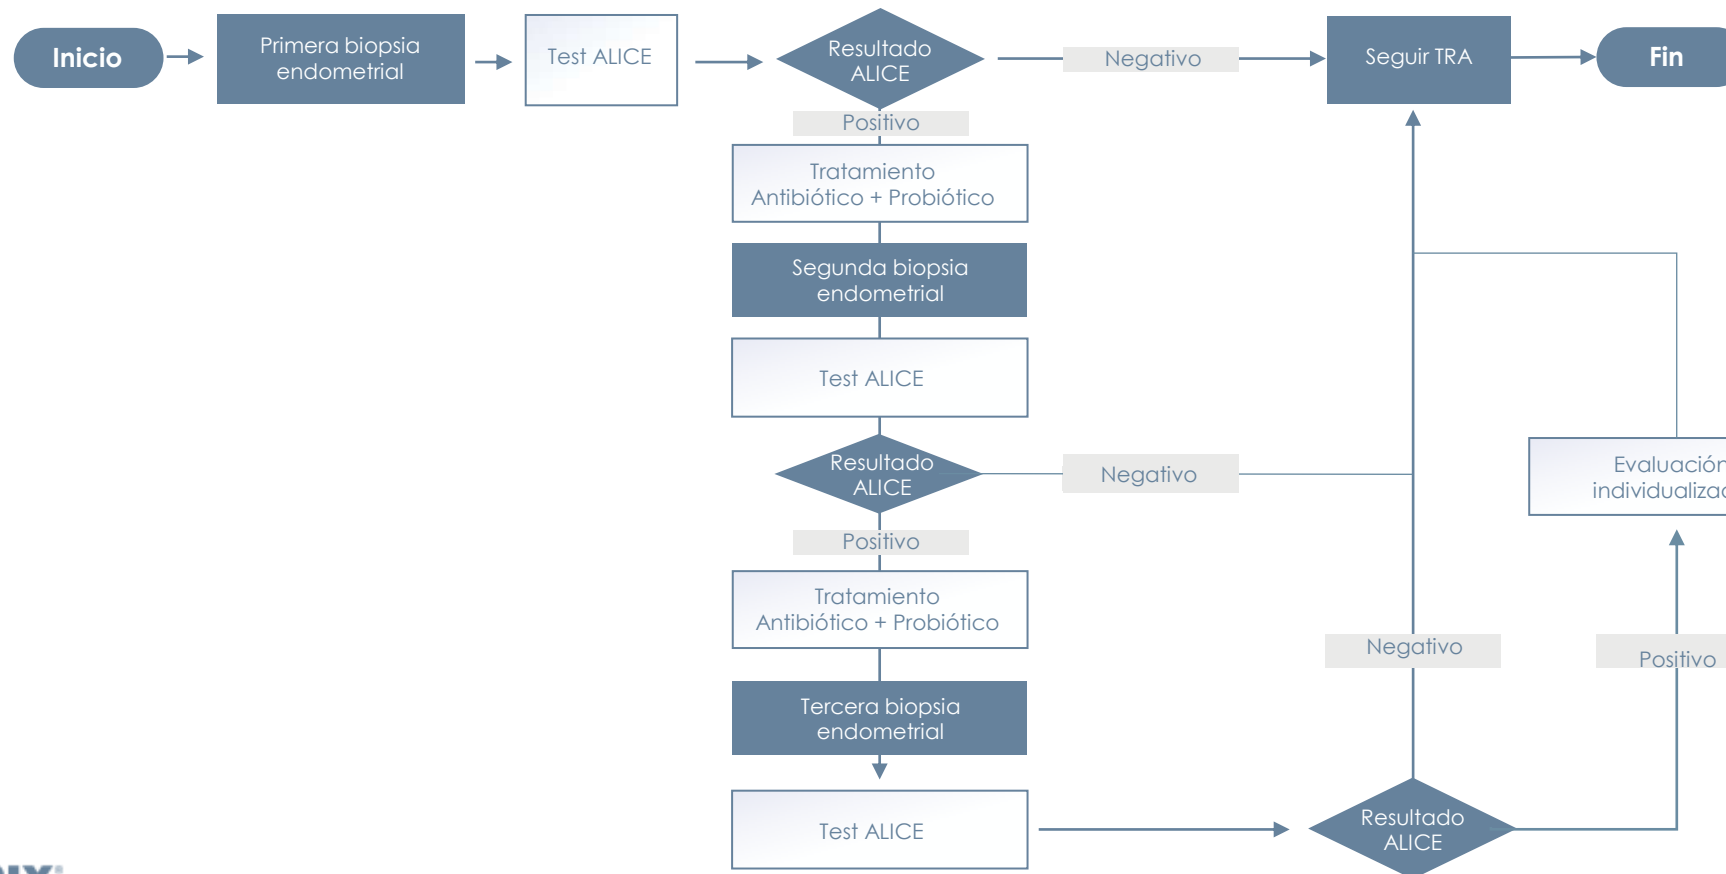 Inicio
Primera biopsia
endometrial
Test ALICE
Resultado
ALICE
Negativo
Seguir TRA
Fin
Positivo
Tratamiento
Antibiótico + Probiótico
Segunda biopsia
endometrial
Test ALICE
Resultado
ALICE
Negativo
Evaluación
Positivo
Tratamiento
Antibiótico + Probiótico
Negativo
Positivo
Tercera biopsia
endometrial
Test ALICE
Resultado
ALICE